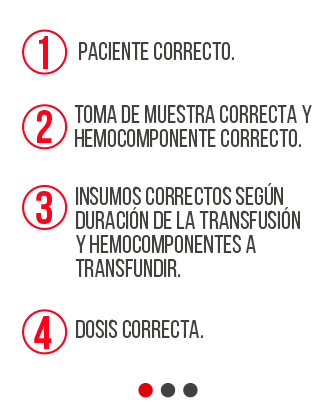 1 PACIENTE CORRECTO.
2 TOMA DE MUESTRA CORRECTA Y
HEMOCOMPONENTE CORRECTO.
3 INSUMOS CORRECTOS SEGÚN
DURACIÓN DE LA TRANSFUSIÓN
Y HEMOCOMPONENTES A
TRANSFUNDIR.
4 DOSIS CORRECTA.